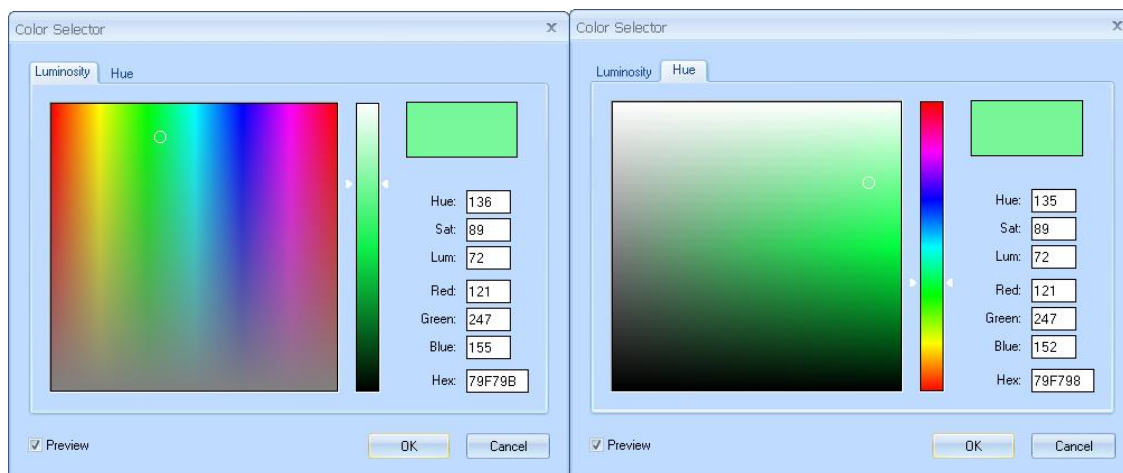 Color Selector x
Luminosity Hue
Hue: 136
Sat: 89
Lum: 72
Red: 121
Green: 247
Blue: 155
Hex: 79F79B
Preview
OK Cancel
Color Selector x
Luminosity Hue
Hue: 135
Sat: 89
Lum: 72
Red: 121
Green: 247
Blue: 152
Hex: 79F798
Preview
OK Cancel